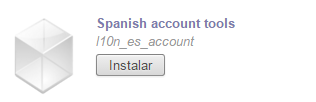 Spanish account tools
l10n_es_account
Instalar